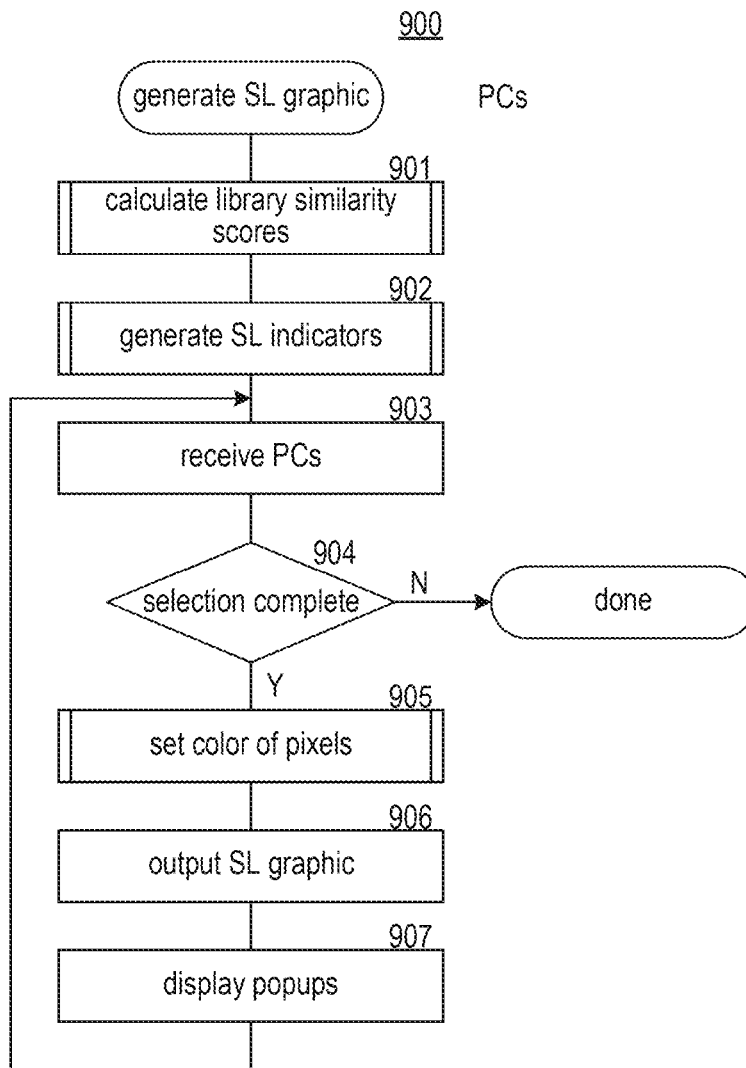 900
generate SL graphic
PCs
901
calculate library similarity
scores
902
generate SL indicators
903
receive PCs
904
selection complete
N
done
Y
905
set color of pixels
906
output SL graphic
907
display popups